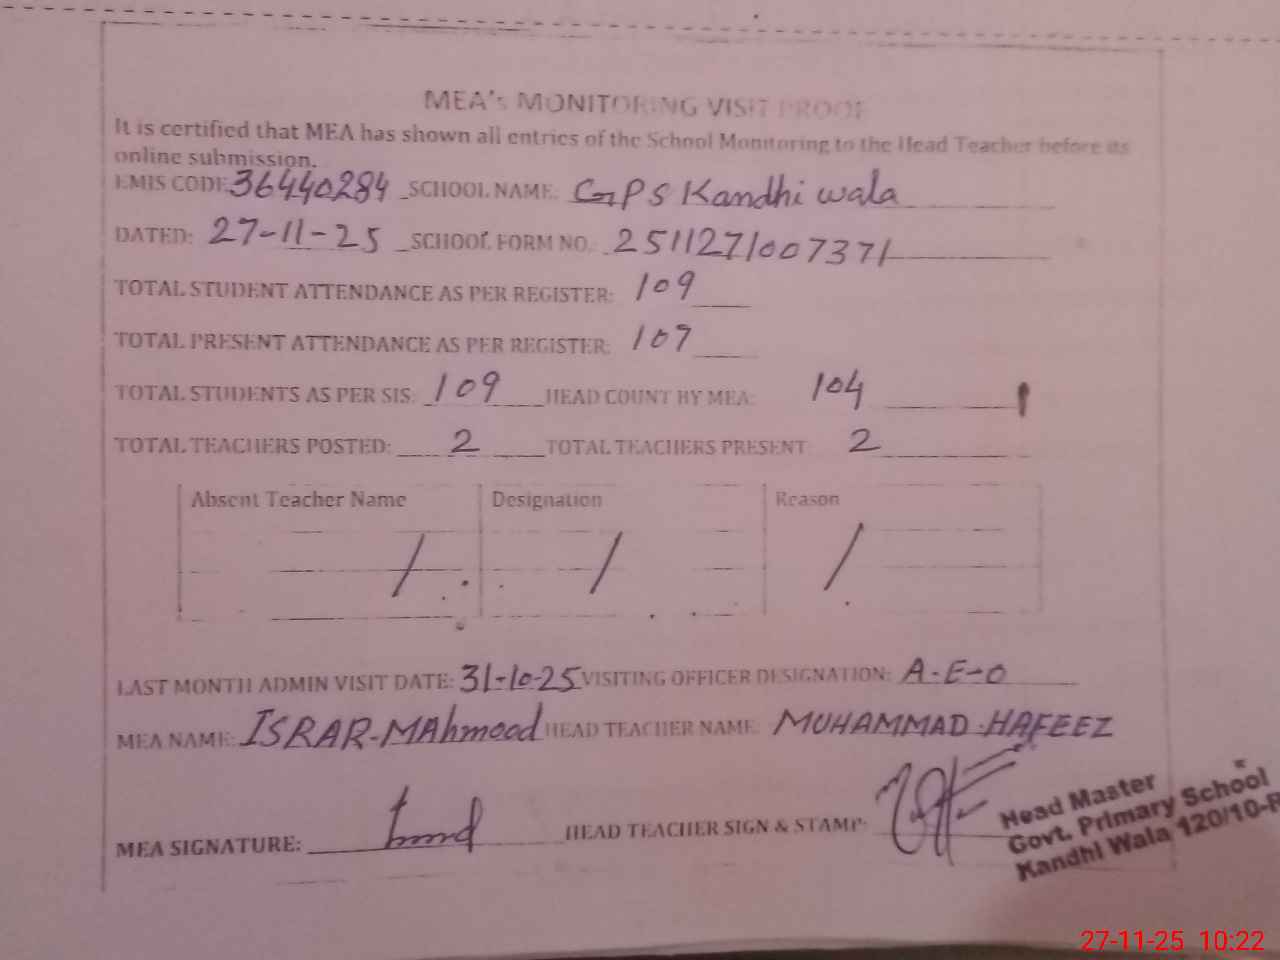 MEA's MONITORING VISIT PROOF
It is certified that MEA has shown all entries of the School Monitoring to the Head Teacher before its
online submission.
EMIS CODE 36440284 SCHOOL NAME: GPS Kandhi wala
DATED: 27-11-25 SCHOOL FORM NO.: 2511271007371
TOTAL STUDENT ATTENDANCE AS PER REGISTER: 109
TOTAL PRESENT ATTENDANCE AS PER REGISTER: 107
TOTAL STUDENTS AS PER SIS: 109 HEAD COUNT BY MEA: 104
TOTAL TEACHERS POSTED: 2 TOTAL TEACHERS PRESENT 2
Absent Teacher Name Designation Reason
/ / /
LAST MONTH ADMIN VISIT DATE: 31-10-25 VISITING OFFICER DESIGNATION: A-E-O
MEA NAME: ISRAR-MAhmood HEAD TEACHER NAME: MUHAMMAD-HAFEEZ
MEA SIGNATURE: HEAD TEACHER SIGN & STAMP:
Head Master
Govt. Primary School
Kandhi Wala 120/10-R
27-11-25 10:22